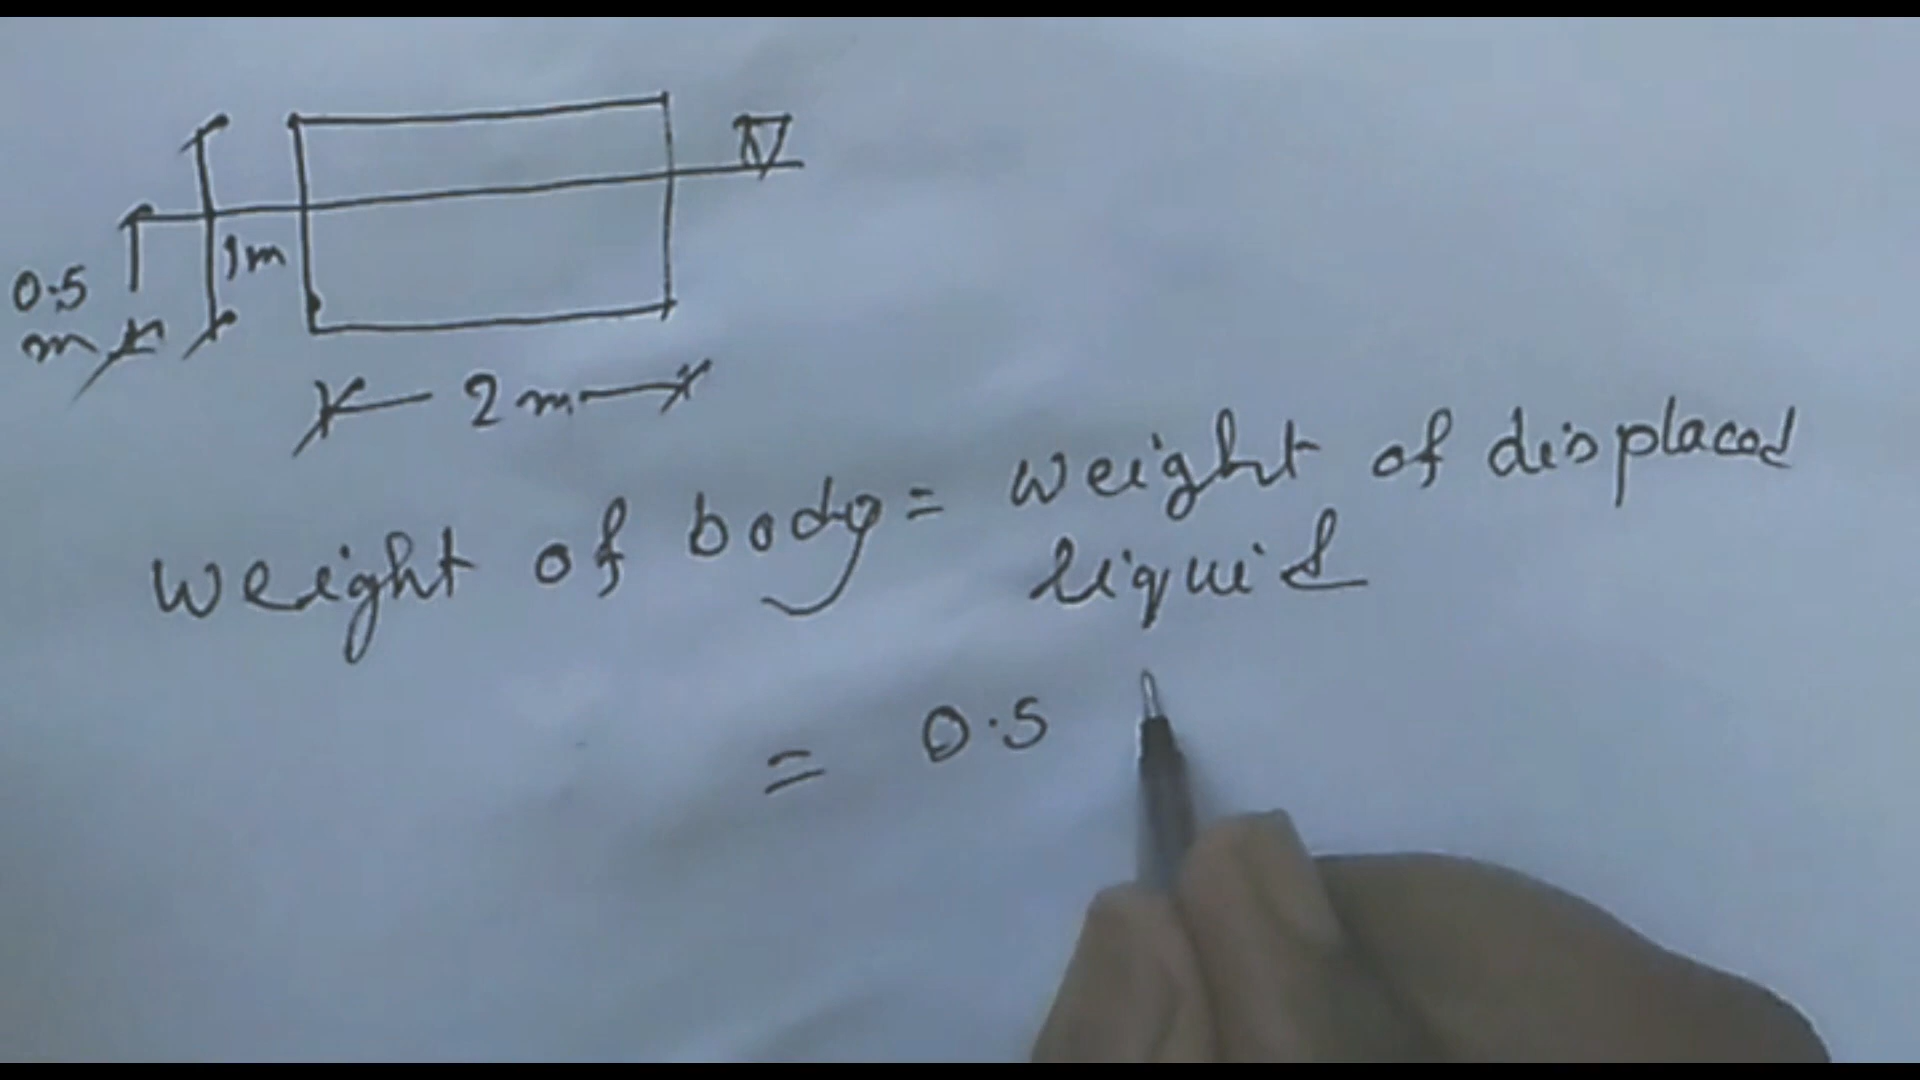 1m
0.5
m
2m
weight of body = weight of displaced
liquid
= 0.5